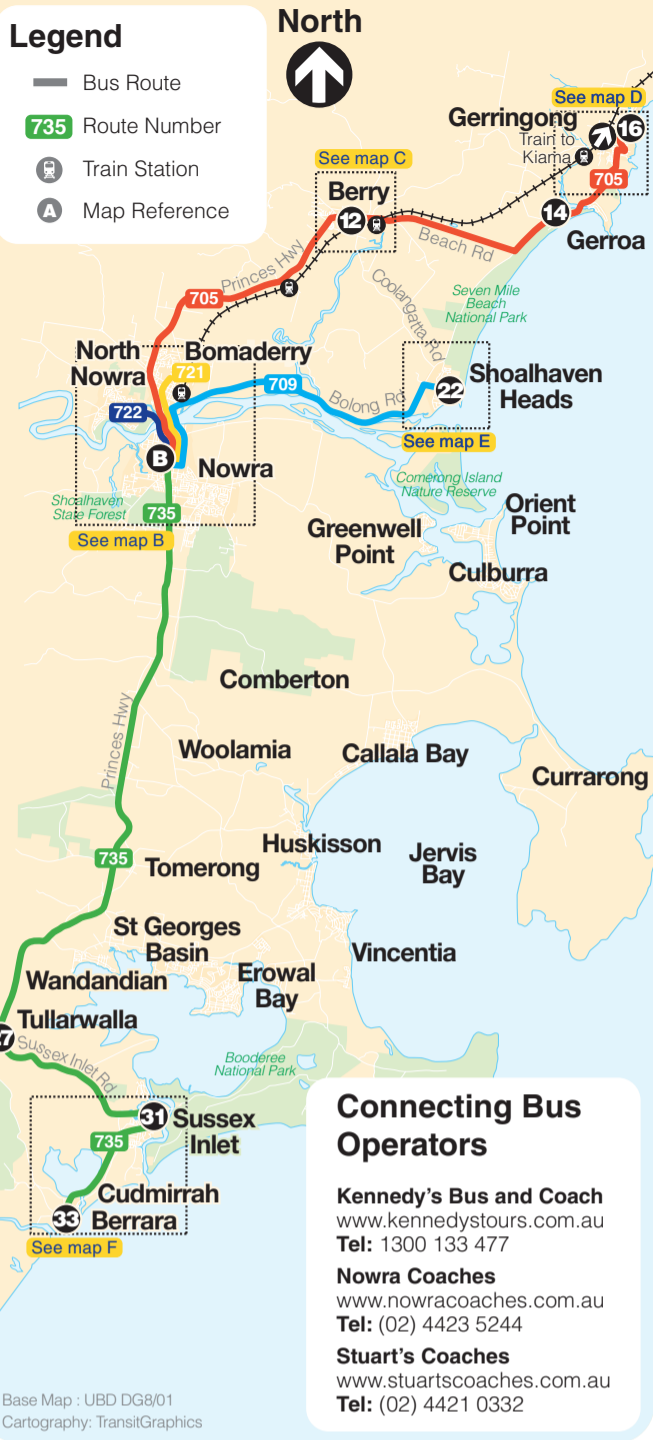 Legend
Bus Route
735 Route Number
Train Station
A Map Reference
North
See map D
Gerringong
16
Train to
Kiama
705
See map C
Berry
12
14
Gerroa
Beach Rd
Princes Hwy
705
Coolangatta Rd
Seven Mile
Beach
National Park
North
Nowra
Bomaderry
721
722
709
Bolong Rd
22
Shoalhaven
Heads
See map E
B
Nowra
Comerong Island
Nature Reserve
Shoalhaven
State Forest
735
See map B
Orient
Point
Greenwell
Point
Culburra
Comberton
Princes Hwy
Woolamia
Callala Bay
Currarong
Huskisson
Jervis
Bay
735
Tomerong
St Georges
Basin
Vincentia
Wandandian
Erowal
Bay
Tullarwalla
7
Sussex Inlet Rd
Booderee
National Park
31
Sussex
Inlet
735
Cudmirrah
33
Berrara
See map F
Connecting Bus
Operators
Kennedy's Bus and Coach
www.kennedystours.com.au
Tel: 1300 133 477
Nowra Coaches
www.nowracoaches.com.au
Tel: (02) 4423 5244
Stuart's Coaches
www.stuartscoaches.com.au
Tel: (02) 4421 0332
Base Map : UBD DG8/01
Cartography: TransitGraphics